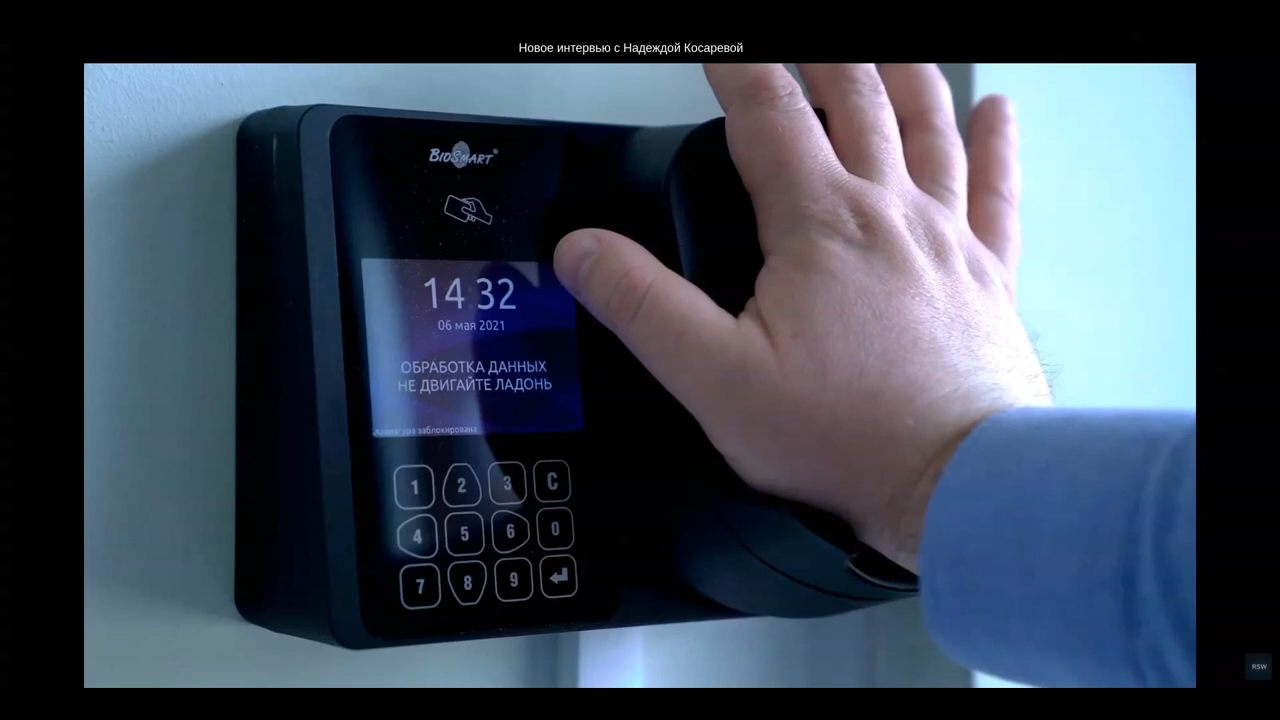 Новое интервью с Надеждой Косаревой
BIOSMART®
14 32
06 мая 2021
ОБРАБОТКА ДАННЫХ
НЕ ДВИГАЙТЕ ЛАДОНЬ
заблокирована
1 2 3 C
4 5 6 0
7 8 9
RSW